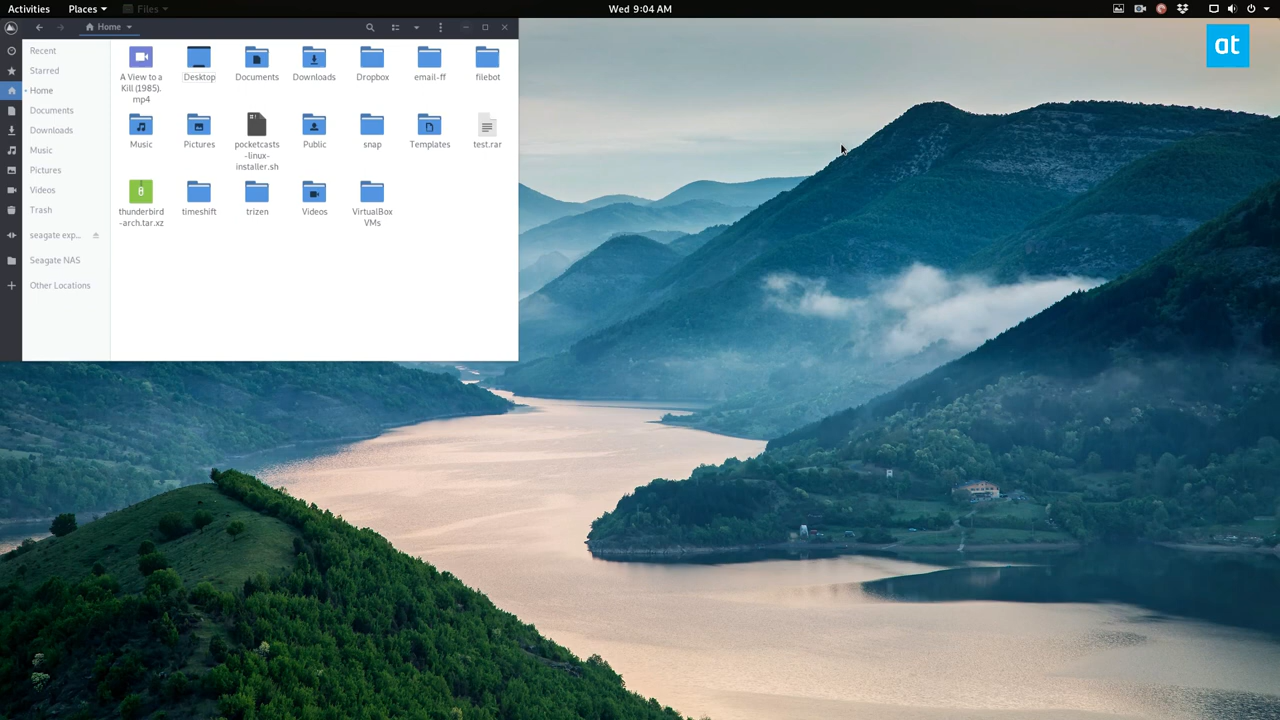 Activities Places Files Wed 9:04 AM
Home
at
Recent
Starred
Home
Documents
Downloads
Music
Pictures
Videos
Trash
seagate exp...
Seagate NAS
Other Locations
A View to a
Kill (1985).
mp4
Desktop
Documents
Downloads
Dropbox
email-ff
filebot
Music
Pictures
pocketcasts
-linux-
installer.sh
Public
snap
Templates
test.rar
thunderbird
-arch.tar.xz
timeshift
trizen
Videos
VirtualBox
VMs